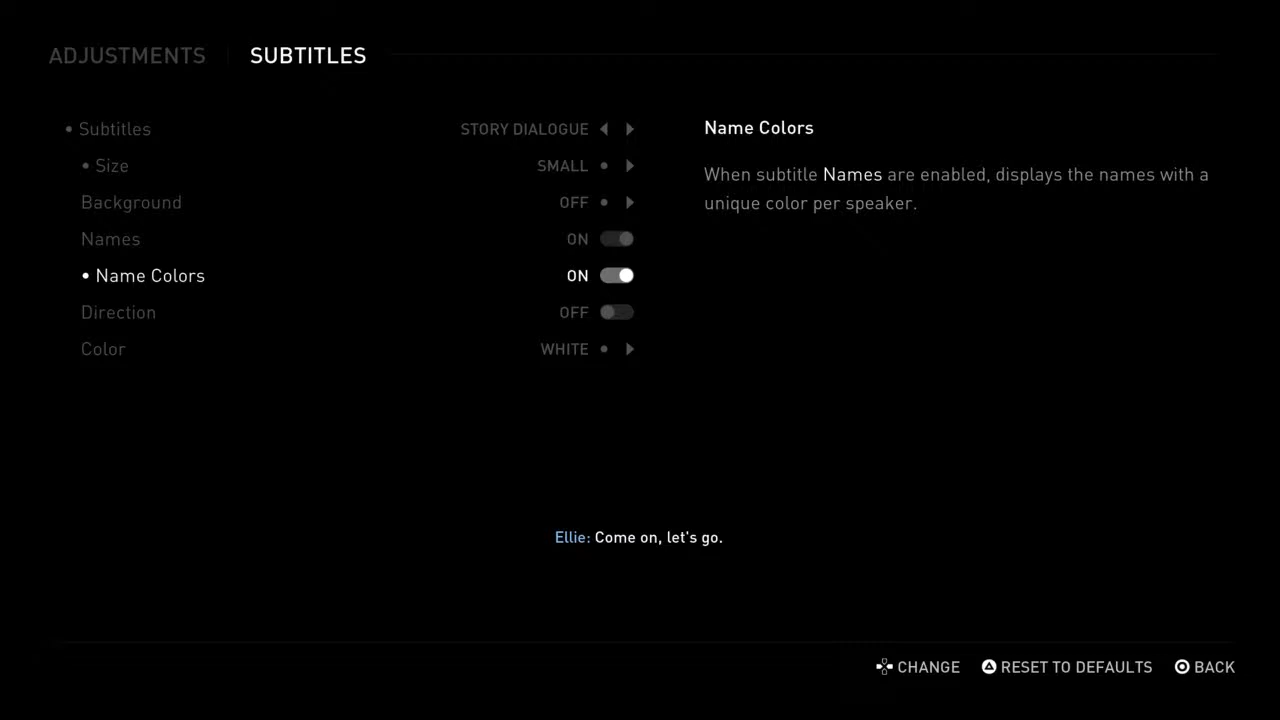 ADJUSTMENTS SUBTITLES
• Subtitles STORY DIALOGUE
• Size SMALL
Background OFF
Names ON
• Name Colors ON
Direction OFF
Color WHITE
Name Colors
When subtitle Names are enabled, displays the names with a
unique color per speaker.
Ellie: Come on, let's go.
CHANGE RESET TO DEFAULTS BACK